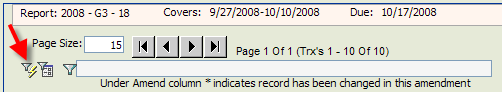 Report: 2008 - G3 - 18 Covers: 9/27/2008-10/10/2008 Due: 10/17/2008
Page Size: 15 Page 1 Of 1 (Trx's 1 - 10 Of 10)
Under Amend column * indicates record has been changed in this amendment